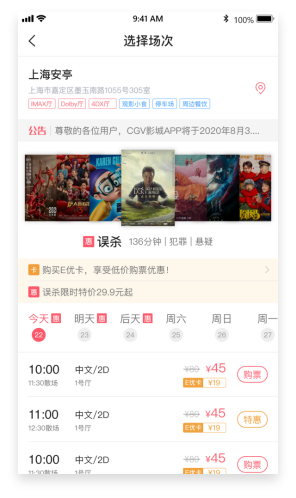 9:41 AM
100%
选择场次
上海安亭
上海市嘉定区墨玉南路1055号305室
IMAX厅 Dolby厅 4DX厅 观影小食 停车场 周边餐饮
公告 尊敬的各位用户，CGV影城APP将于2020年8月3....
惠 误杀 136分钟 | 犯罪 | 悬疑
卡 购买E优卡，享受低价购票优惠！
惠 误杀限时特价29.9元起
今天 惠 明天 惠 后天 惠 周六 周日 周一
22 23 24 25 26 27
10:00 中文/2D ¥80 ¥45 购票
11:30散场 1号厅 E优卡 ¥19
11:00 中文/2D ¥80 ¥45 特惠
12:30散场 1号厅 E优卡 ¥19
10:00 中文/2D ¥80 ¥45 购票
11:30散场 1号厅 E优卡 ¥19